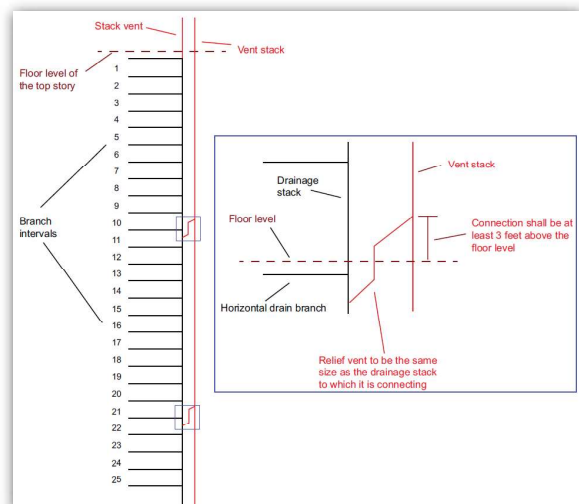 Stack vent
Vent stack
Floor level of
the top story
1
2
3
4
5
6
7
8
9
10
11
12
13
14
15
16
17
18
19
20
21
22
23
24
25
Branch
intervals
Drainage
stack
Vent stack
Floor level
Connection shall be at
least 3 feet above the
floor level
Horizontal drain branch
Relief vent to be the same
size as the drainage stack
to which it is connecting